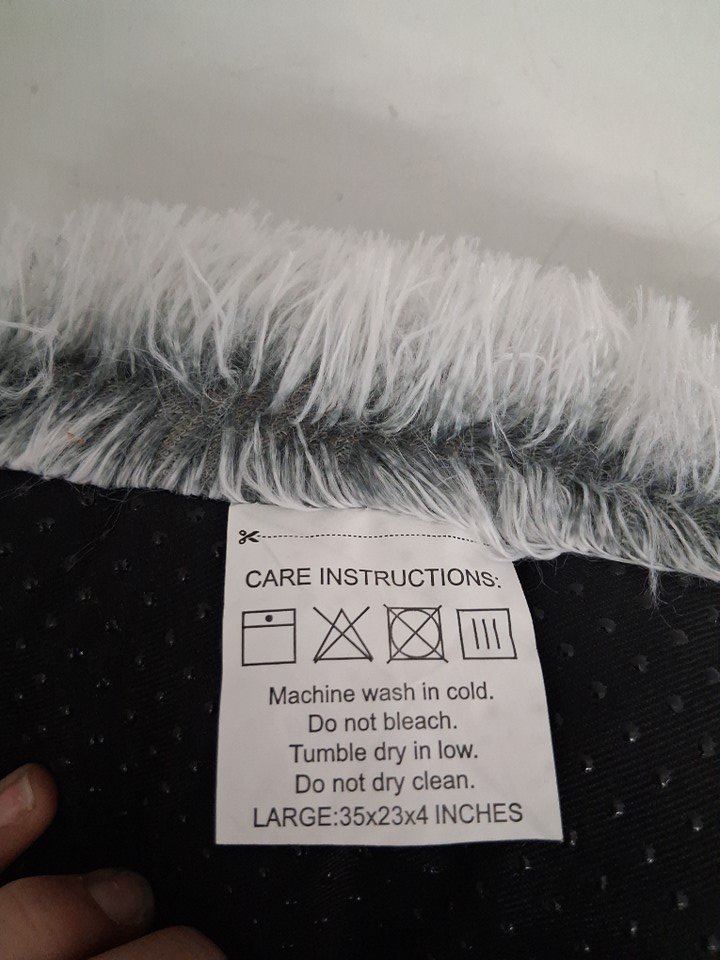 CARE INSTRUCTIONS:
Machine wash in cold.
Do not bleach.
Tumble dry in low.
Do not dry clean.
LARGE:35x23x4 INCHES